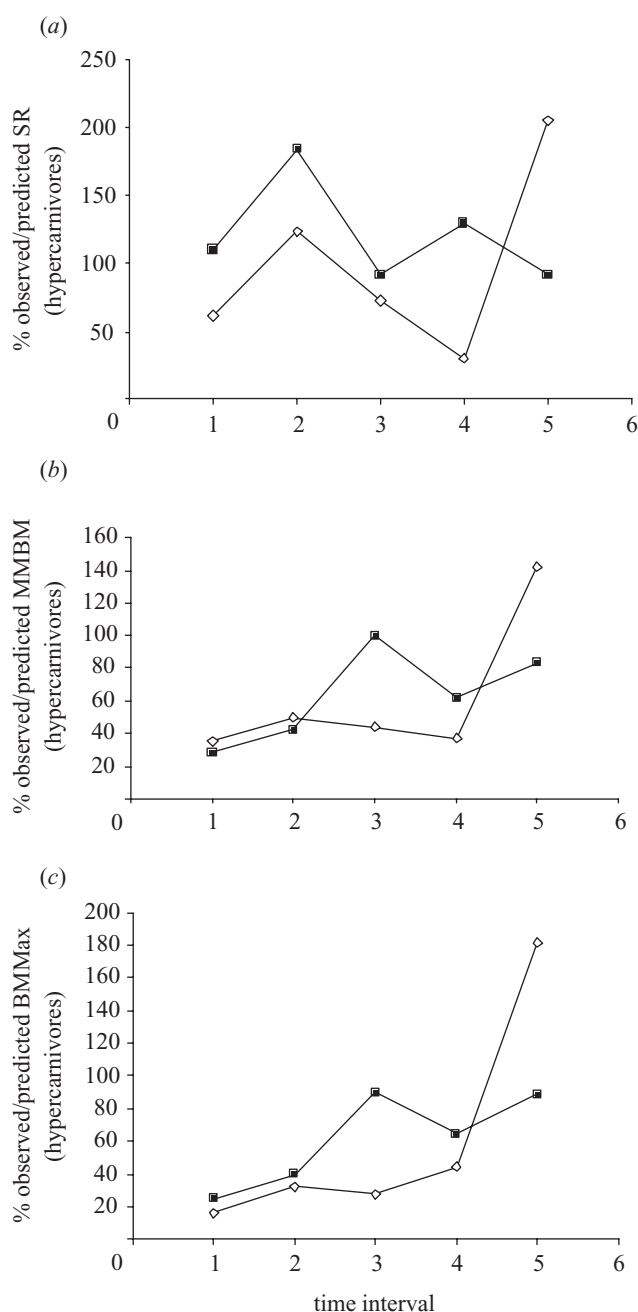 (a)
% observed/predicted SR
(hypercarnivores)
250
200
150
100
50
0
1 2 3 4 5 6
(b)
% observed/predicted MMBM
(hypercarnivores)
160
140
120
100
80
60
40
20
0
1 2 3 4 5 6
(c)
% observed/predicted BMMax
(hypercarnivores)
200
180
160
140
120
100
80
60
40
20
0
1 2 3 4 5 6
time interval